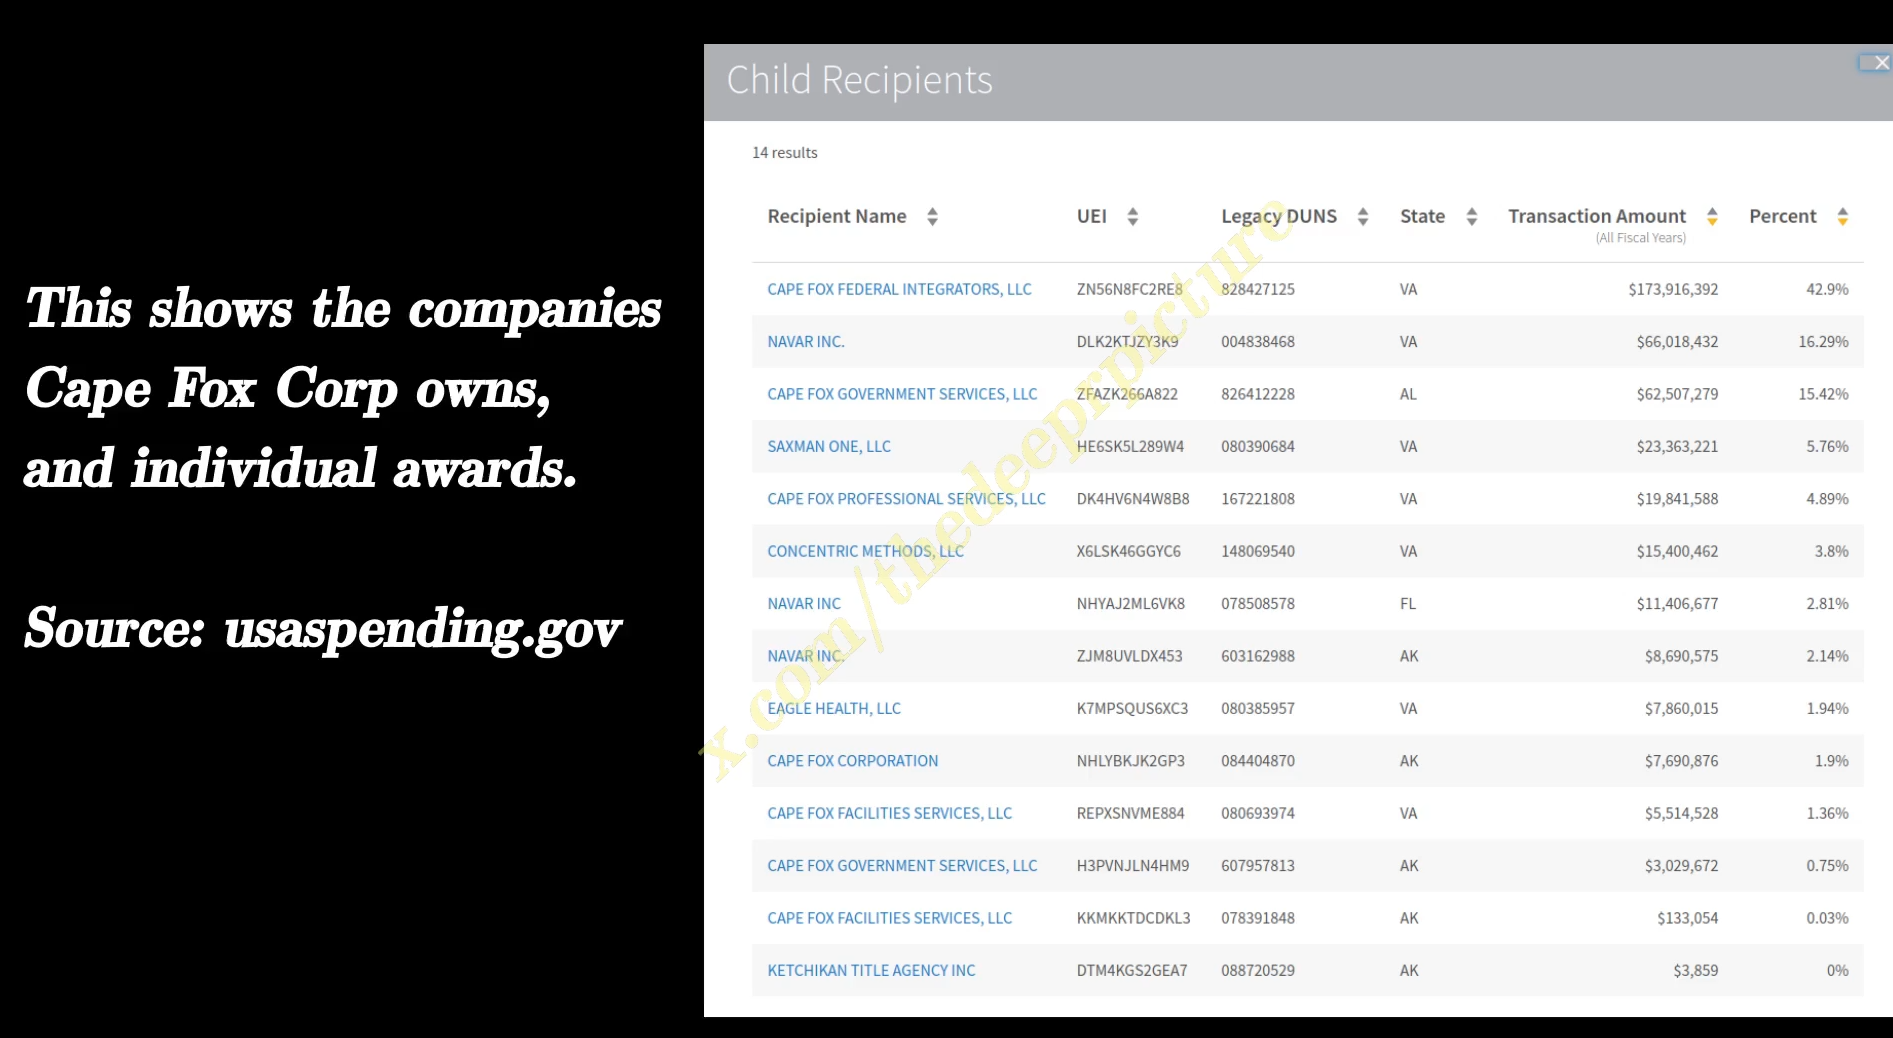 This shows the companies
Cape Fox Corp owns,
and individual awards.
Source: usaspending.gov
Child Recipients
14 results
Recipient Name UEI Legacy DUNS State Transaction Amount Percent
(All Fiscal Years)
CAPE FOX FEDERAL INTEGRATORS, LLC ZN56N8FC2RE8 828427125 VA $173,916,392 42.9%
NAVAR INC. DLK2KTJZY3K9 004838468 VA $66,018,432 16.29%
CAPE FOX GOVERNMENT SERVICES, LLC ZFAZK266A822 826412228 AL $62,507,279 15.42%
SAXMAN ONE, LLC HE6SK5L289W4 080390684 VA $23,363,221 5.76%
CAPE FOX PROFESSIONAL SERVICES, LLC DK4HV6N4W8B8 167221808 VA $19,841,588 4.89%
CONCENTRIC METHODS, LLC X6LSK46GGYC6 148069540 VA $15,400,462 3.8%
NAVAR INC NHYAJ2ML6VK8 078508578 FL $11,406,677 2.81%
NAVAR INC. ZJM8UVLDX453 603162988 AK $8,690,575 2.14%
EAGLE HEALTH, LLC K7MPSQUS6XC3 080385957 VA $7,860,015 1.94%
CAPE FOX CORPORATION NHLYBKJK2GP3 084404870 AK $7,690,876 1.9%
CAPE FOX FACILITIES SERVICES, LLC REPXSNVME884 080693974 VA $5,514,528 1.36%
CAPE FOX GOVERNMENT SERVICES, LLC H3PVNJLN4HM9 607957813 AK $3,029,672 0.75%
CAPE FOX FACILITIES SERVICES, LLC KKMKKTDCDKL3 078391848 AK $133,054 0.03%
KETCHIKAN TITLE AGENCY INC DTM4KGS2GEA7 088720529 AK $3,859 0%
x.com/thedeeprpicture